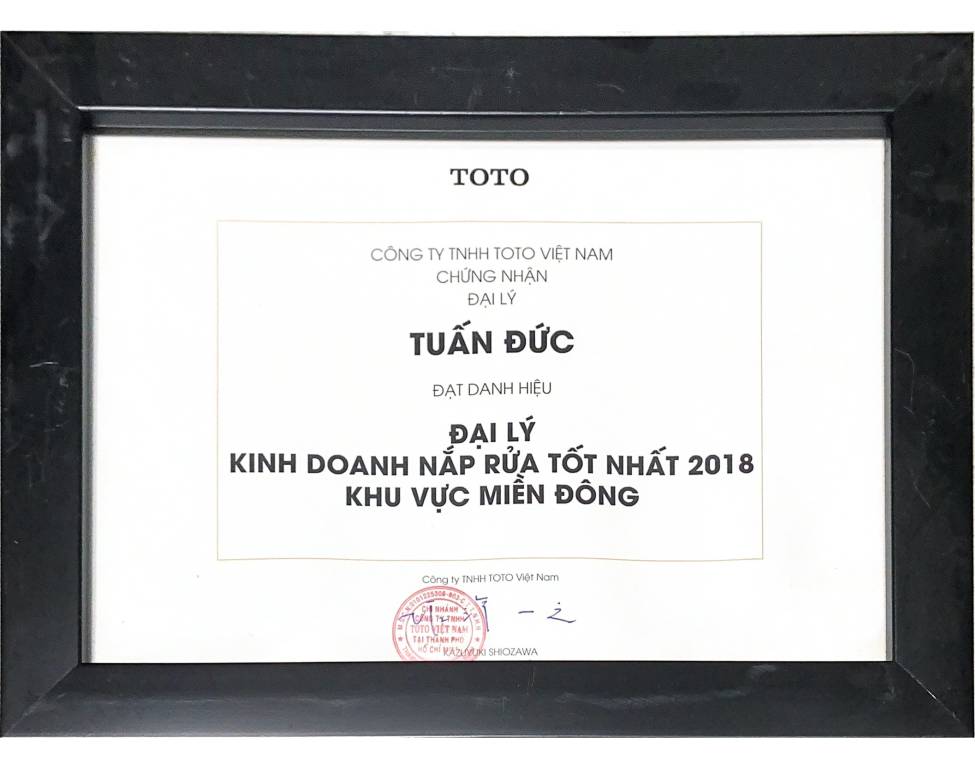 TOTO
CÔNG TY TNHH TOTO VIỆT NAM
CHỨNG NHẬN
ĐẠI LÝ
TUẤN ĐỨC
ĐẠT DANH HIỆU
ĐẠI LÝ
KINH DOANH NẮP RỬA TỐT NHẤT 2018
KHU VỰC MIỀN ĐÔNG
Công ty TNHH TOTO Việt Nam
CHI NHÁNH
CÔNG TY TNHH
TOTO VIỆT NAM
TẠI THÀNH PHỐ
HỒ CHÍ
KAZUYUKI SHIOZAWA